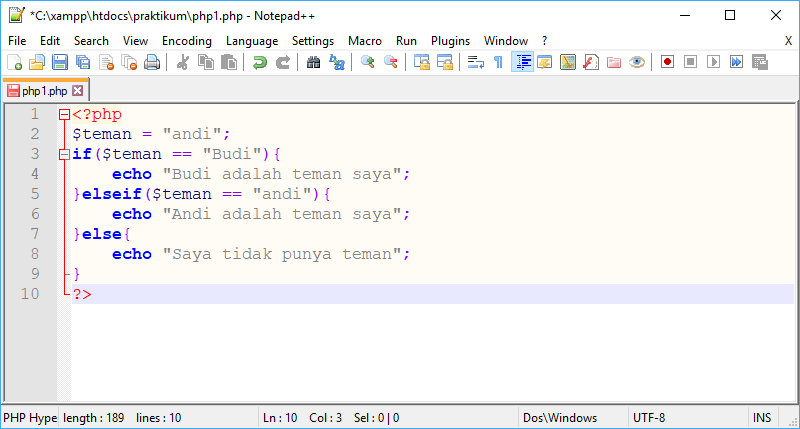 *C:\xampp\htdocs\praktikum\php1.php - Notepad++
File Edit Search View Encoding Language Settings Macro Run Plugins Window ? X
php1.php
1 <?php
2 $teman = "andi";
3 if($teman == "Budi"){
4 echo "Budi adalah teman saya";
5 }elseif($teman == "andi"){
6 echo "Andi adalah teman saya";
7 }else{
8 echo "Saya tidak punya teman";
9 }
10 ?>
PHP Hype length : 189 lines : 10 Ln : 10 Col : 3 Sel : 0 | 0 Dos\Windows UTF-8 INS